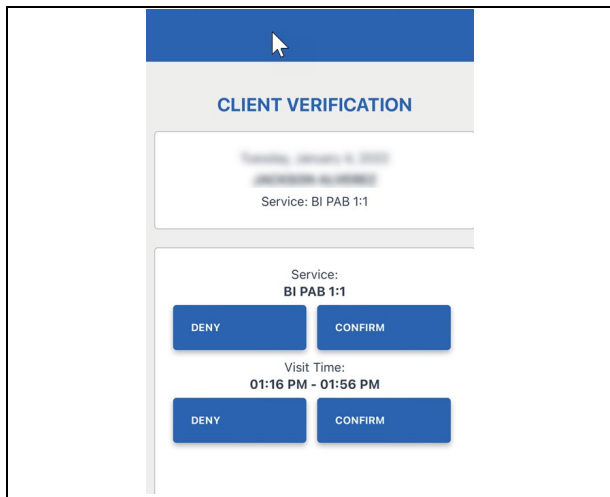 CLIENT VERIFICATION
Service: BI PAB 1:1
Service:
BI PAB 1:1
DENY CONFIRM
Visit Time:
01:16 PM - 01:56 PM
DENY CONFIRM